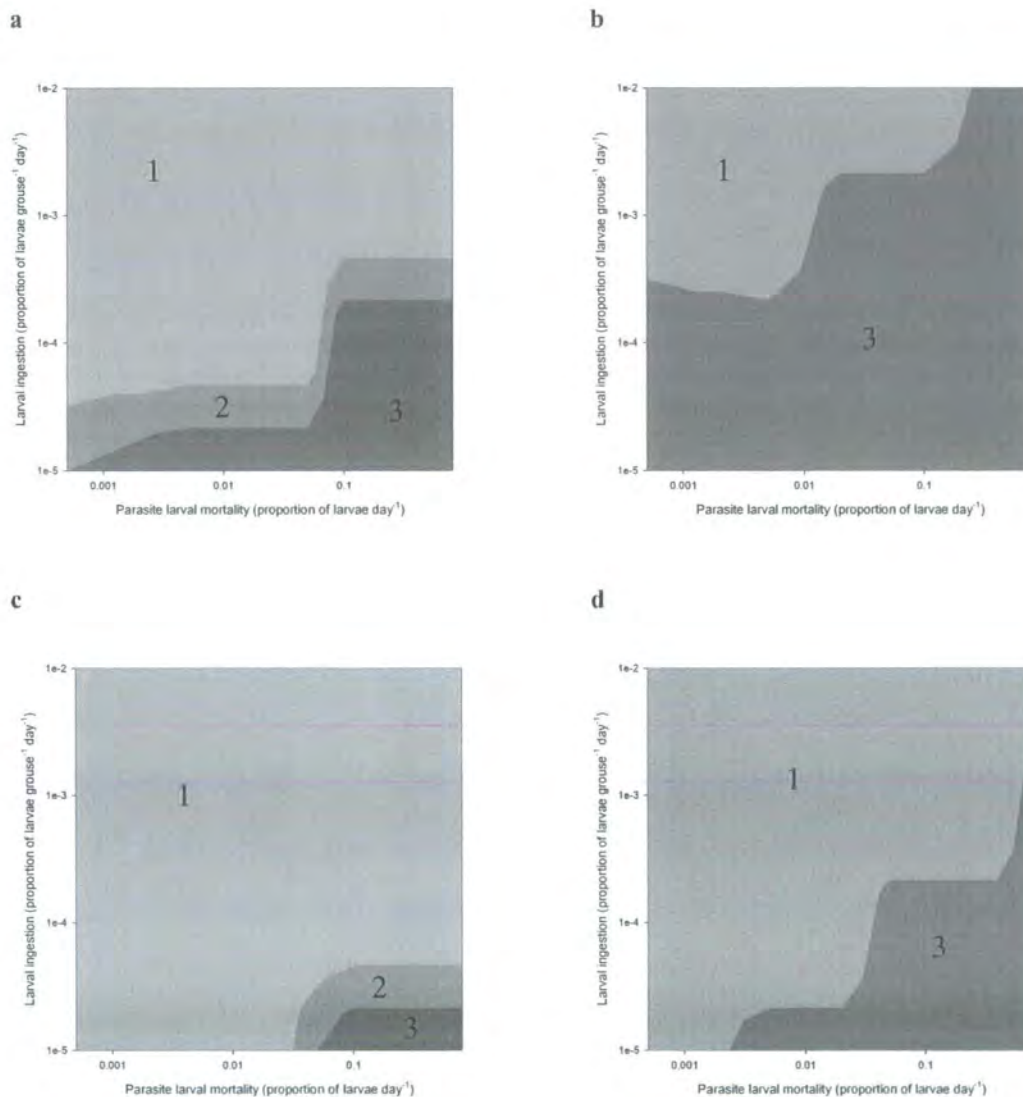 a
1e-2
1e-3
1e-4
1e-5
Larval ingestion (proportion of larvae grouse⁻¹ day⁻¹)
1
2
3
0.001
0.01
0.1
Parasite larval mortality (proportion of larvae day⁻¹)
b
1e-2
1e-3
1e-4
1e-5
Larval ingestion (proportion of larvae grouse⁻¹ day⁻¹)
1
3
0.001
0.01
0.1
Parasite larval mortality (proportion of larvae day⁻¹)
c
1e-2
1e-3
1e-4
1e-5
Larval ingestion (proportion of larvae grouse⁻¹ day⁻¹)
1
2
3
0.001
0.01
0.1
Parasite larval mortality (proportion of larvae day⁻¹)
d
1e-2
1e-3
1e-4
1e-5
Larval ingestion (proportion of larvae grouse⁻¹ day⁻¹)
1
3
0.001
0.01
0.1
Parasite larval mortality (proportion of larvae day⁻¹)